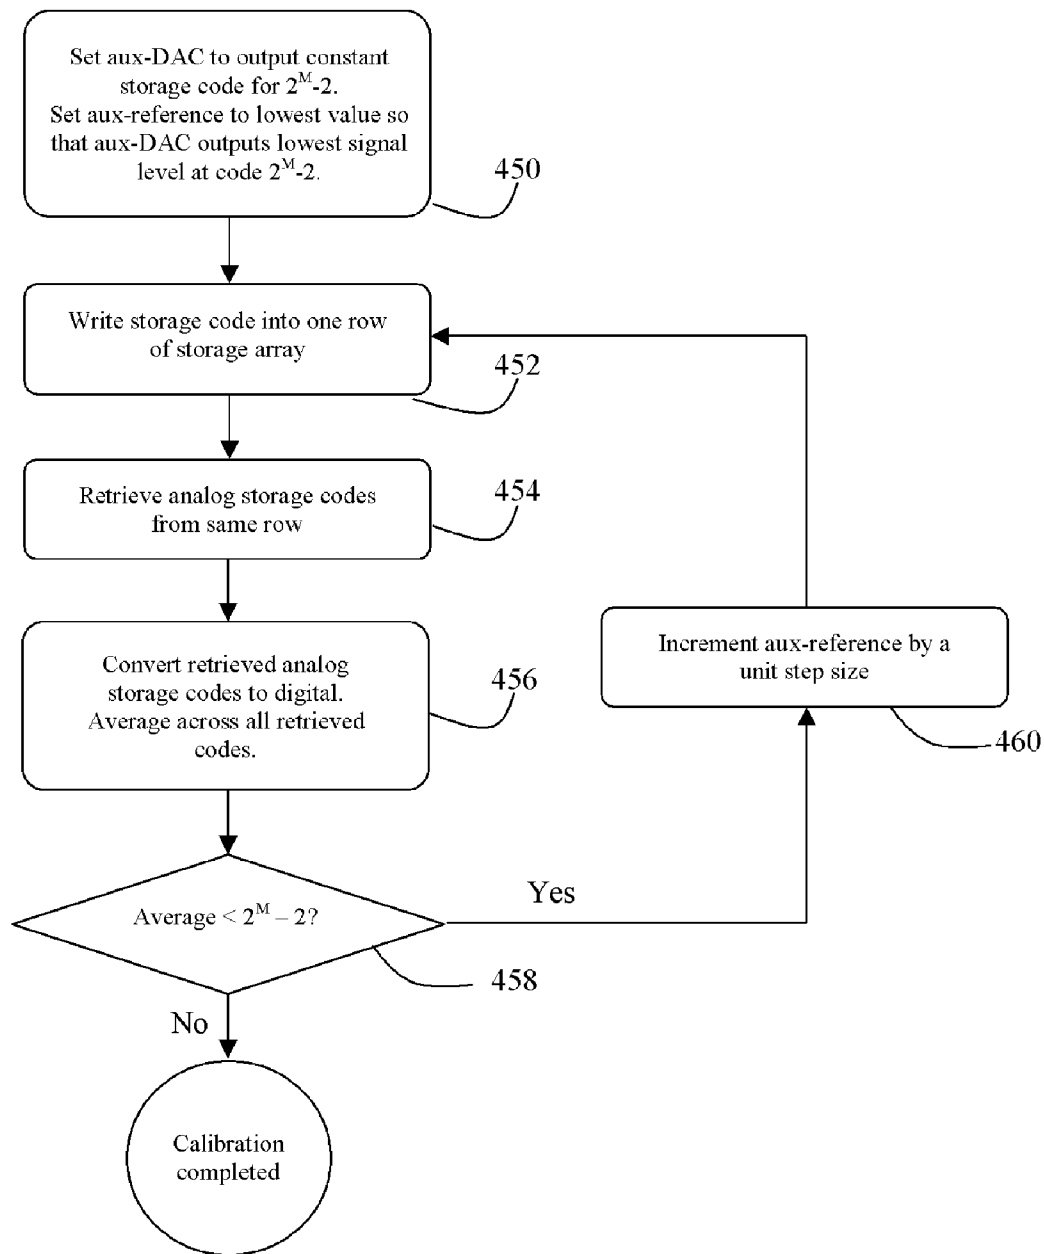 Set aux-DAC to output constant
storage code for 2^M-2.
Set aux-reference to lowest value so
that aux-DAC outputs lowest signal
level at code 2^M-2.
450
Write storage code into one row
of storage array
452
Retrieve analog storage codes
from same row
454
Convert retrieved analog
storage codes to digital.
Average across all retrieved
codes.
456
Increment aux-reference by a
unit step size
460
Average < 2^M – 2?
Yes
458
No
Calibration
completed